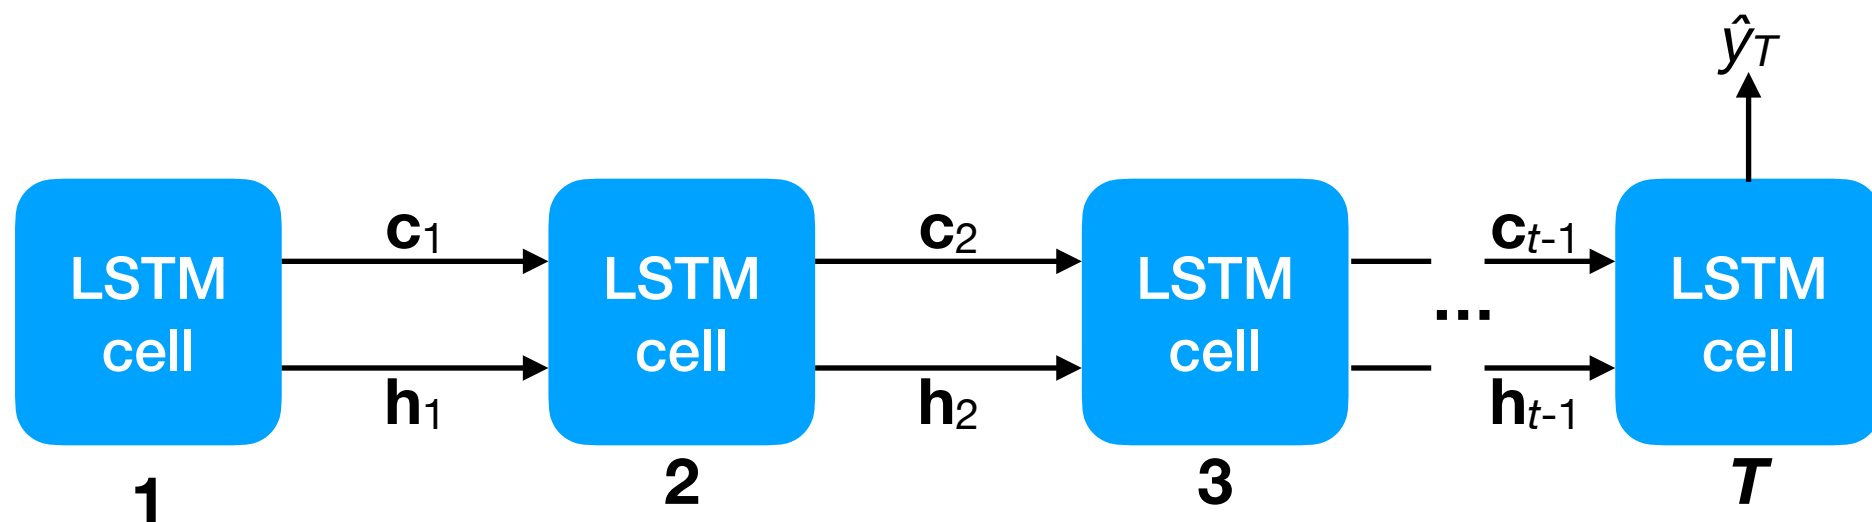 ŷT
LSTM cell
c1
h1
LSTM cell
c2
h2
LSTM cell
...
ct-1
ht-1
LSTM cell
1
2
3
T